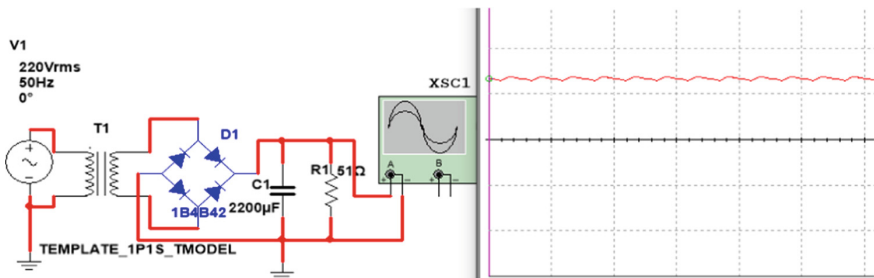 V1
220Vrms
50Hz
0°
T1
D1
1B4B42
C1
2200µF
R1 51Ω
XSC1
A
B
+ - + -
TEMPLATE_1P1S_TMODEL